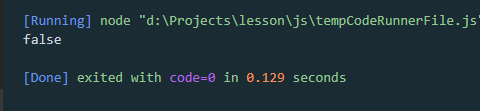 [Running] node "d:\Projects\lesson\js\tempCodeRunnerFile.js"
false
[Done] exited with code=0 in 0.129 seconds